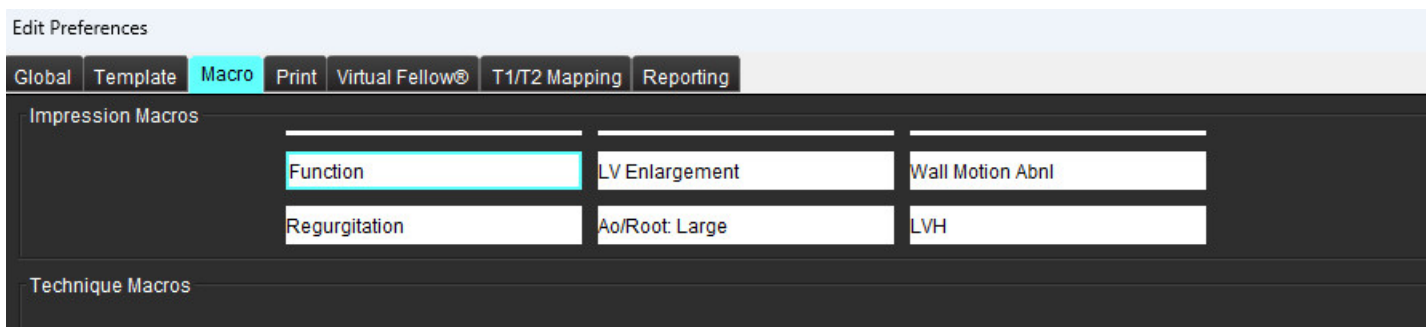 Edit Preferences
Global Template Macro Print Virtual Fellow® T1/T2 Mapping Reporting
Impression Macros
Function LV Enlargement Wall Motion Abnl
Regurgitation Ao/Root: Large LVH
Technique Macros